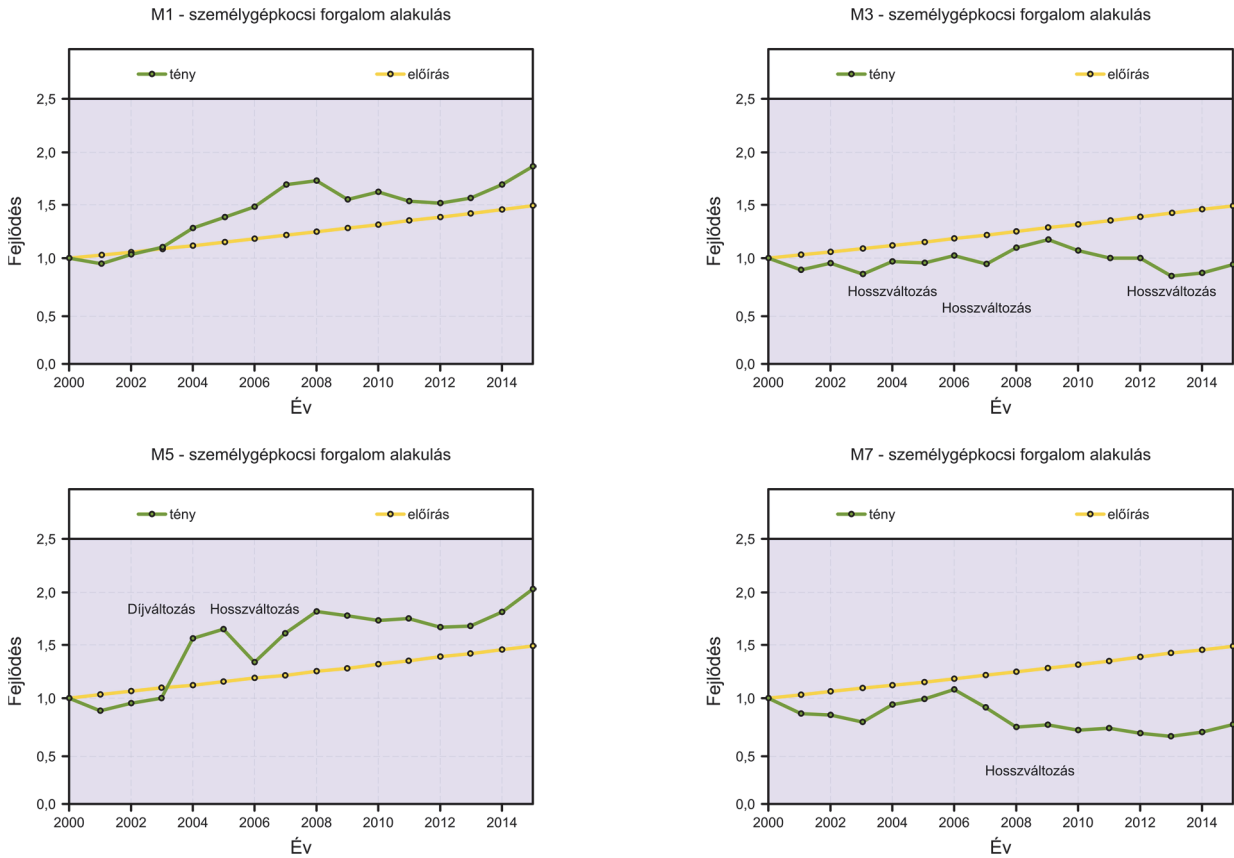 M1 - személygépkocsi forgalom alakulás
tény
előírás
2,5
2,0
1,5
1,0
0,5
0,0
Fejlődés
2000 2002 2004 2006 2008 2010 2012 2014
Év
M3 - személygépkocsi forgalom alakulás
tény
előírás
2,5
2,0
1,5
1,0
0,5
0,0
Fejlődés
Hosszváltozás
Hosszváltozás
Hosszváltozás
2000 2002 2004 2006 2008 2010 2012 2014
Év
M5 - személygépkocsi forgalom alakulás
tény
előírás
2,5
2,0
1,5
1,0
0,5
0,0
Fejlődés
Díjváltozás
Hosszváltozás
2000 2002 2004 2006 2008 2010 2012 2014
Év
M7 - személygépkocsi forgalom alakulás
tény
előírás
2,5
2,0
1,5
1,0
0,5
0,0
Fejlődés
Hosszváltozás
2000 2002 2004 2006 2008 2010 2012 2014
Év